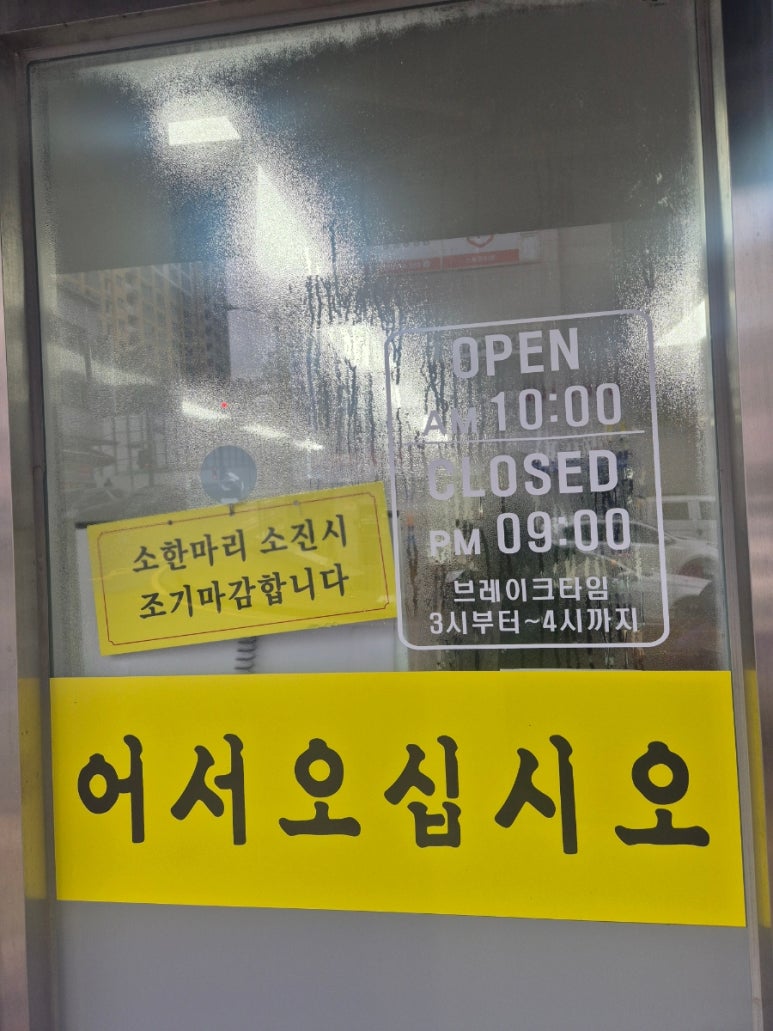 OPEN
AM 10:00
CLOSED
PM 09:00
브레이크타임
3시부터~4시까지
소한마리 소진시
조기마감합니다
어서오십시오